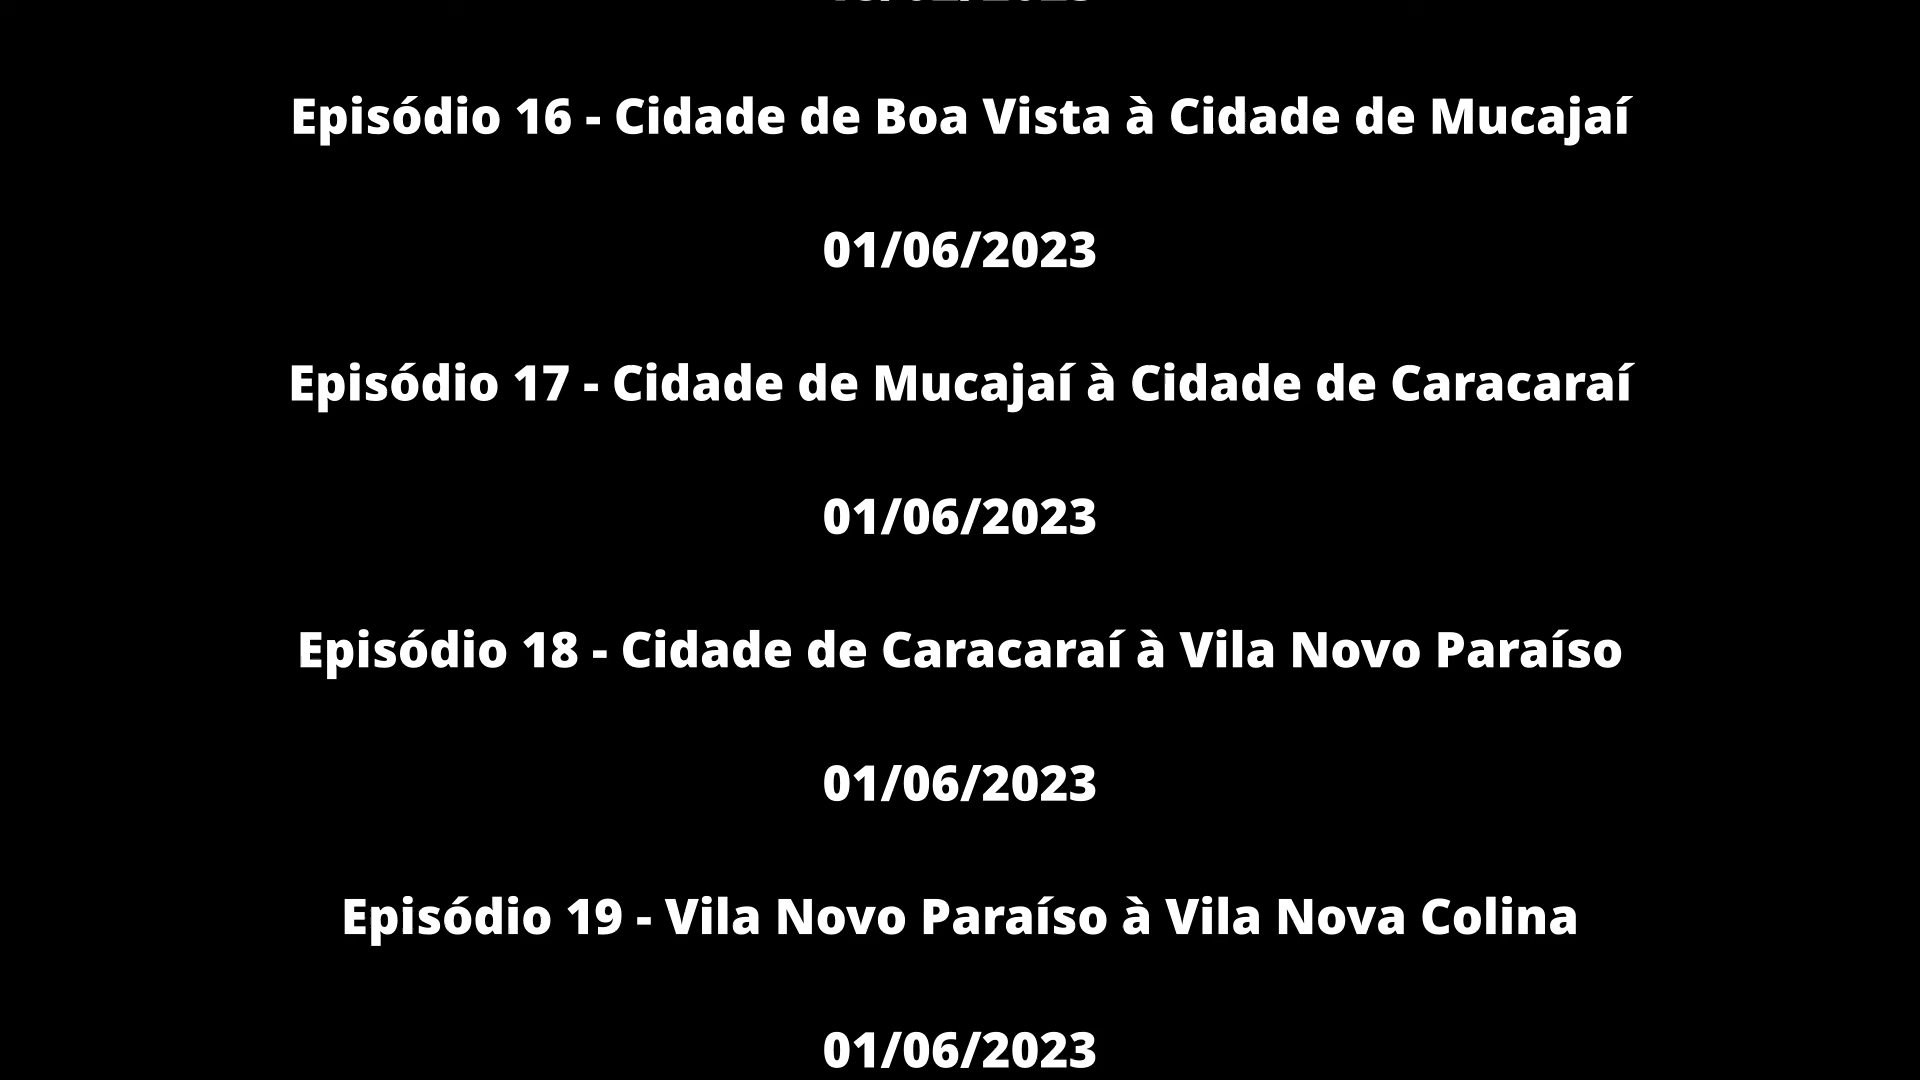 Episódio 16 - Cidade de Boa Vista à Cidade de Mucajaí
01/06/2023
Episódio 17 - Cidade de Mucajaí à Cidade de Caracaraí
01/06/2023
Episódio 18 - Cidade de Caracaraí à Vila Novo Paraíso
01/06/2023
Episódio 19 - Vila Novo Paraíso à Vila Nova Colina
01/06/2023